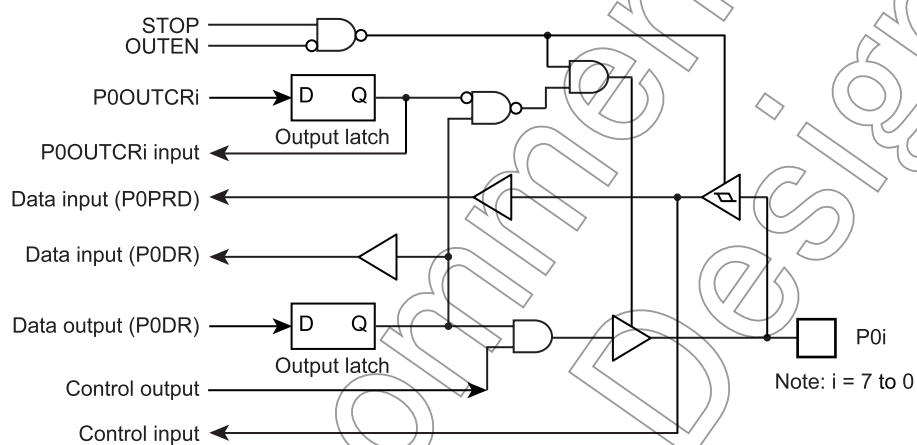 STOP
OUTEN
P0OUTCRi
D Q
Output latch
P0OUTCRi input
Data input (P0PRD)
Data input (P0DR)
Data output (P0DR)
D Q
Output latch
Control output
Control input
P0i
Note: i = 7 to 0